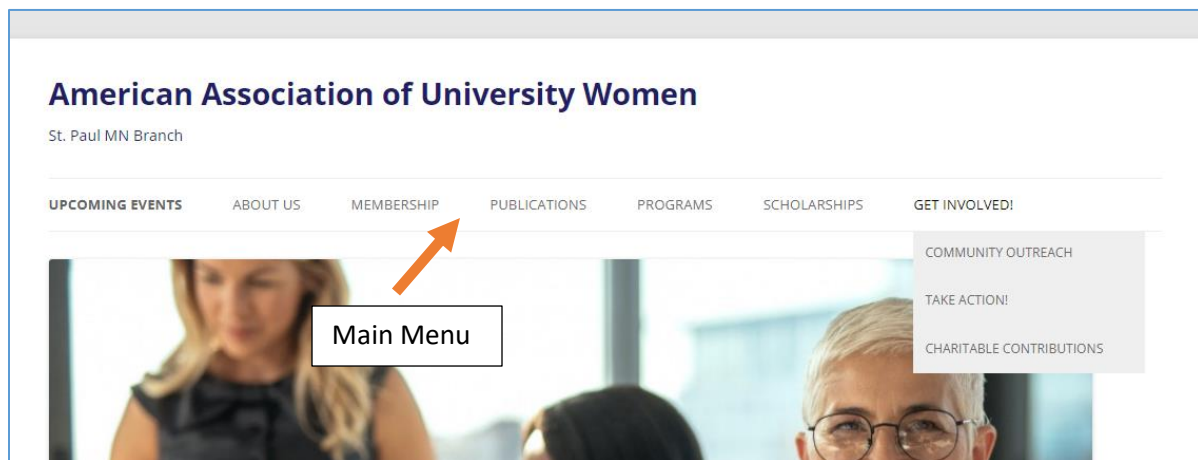 American Association of University Women
St. Paul MN Branch
UPCOMING EVENTS ABOUT US MEMBERSHIP PUBLICATIONS PROGRAMS SCHOLARSHIPS GET INVOLVED!
COMMUNITY OUTREACH
TAKE ACTION!
Main Menu
CHARITABLE CONTRIBUTIONS